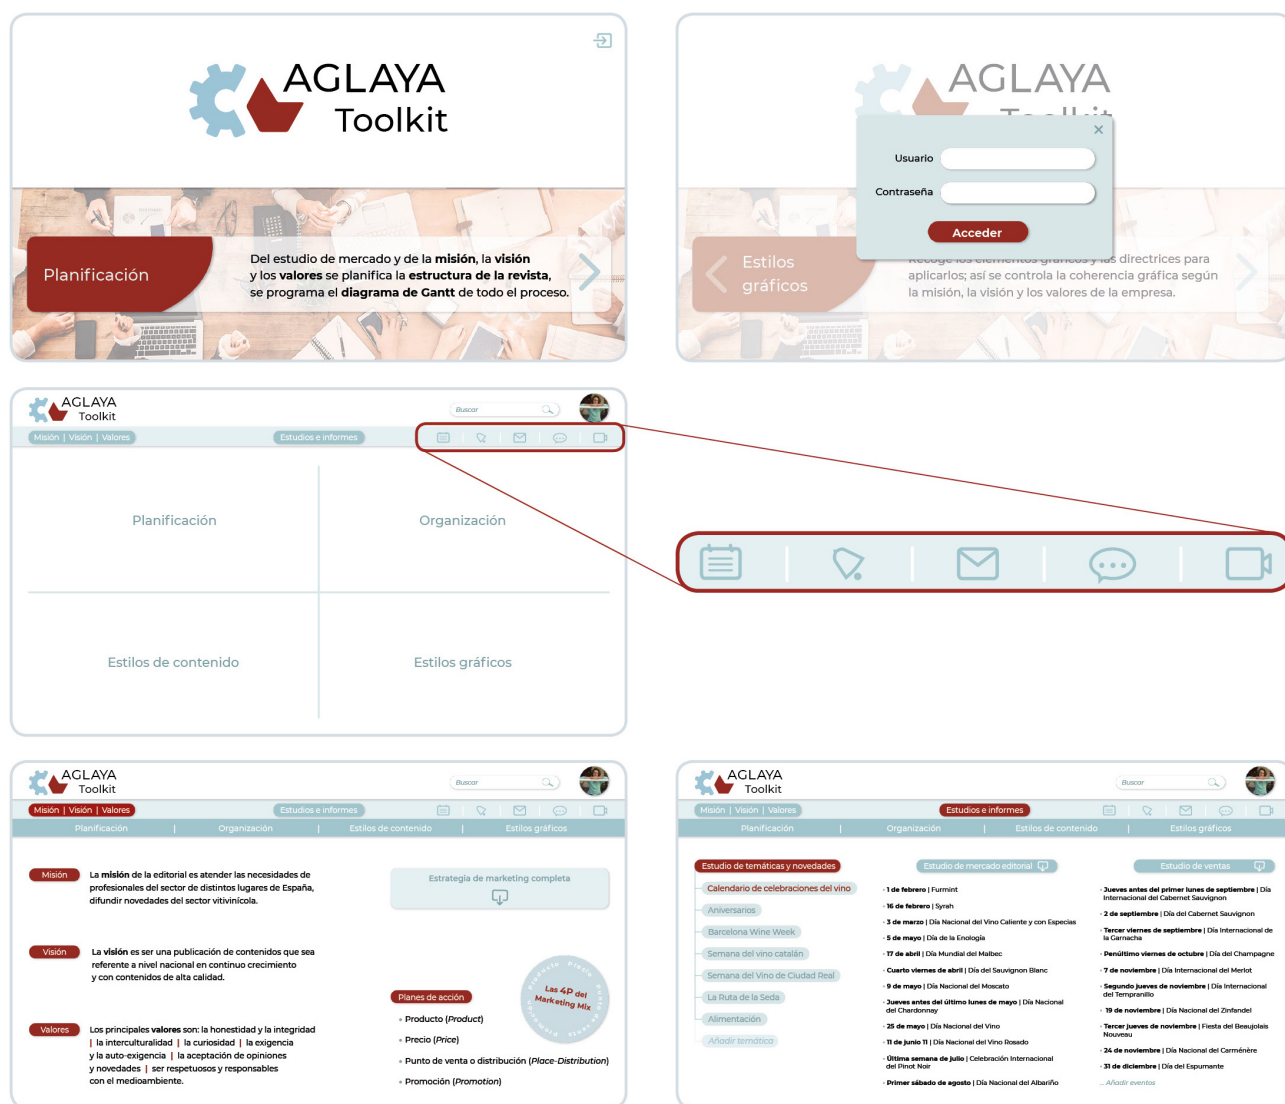 AGLAYA
Toolkit
Planificación
Del estudio de mercado y de la misión, la visión
y los valores se planifica la estructura de la revista,
se programa el diagrama de Gantt de todo el proceso.
AGLAYA
Toolkit
Usuario
Contraseña
Acceder
Estilos
gráficos
Recoge los elementos gráficos y las directrices para
aplicarlos; así se controla la coherencia gráfica según
la misión, la visión y los valores de la empresa.
AGLAYA
Toolkit
Buscar
Misión | Visión | Valores
Estudios e informes
Planificación
Organización
Estilos de contenido
Estilos gráficos
AGLAYA
Toolkit
Buscar
Misión | Visión | Valores
Estudios e informes
Planificación | Organización | Estilos de contenido | Estilos gráficos
Misión
La misión de la editorial es atender las necesidades de
profesionales del sector de distintos lugares de España,
difundir novedades del sector vitivinícola.
Visión
La visión es ser una publicación de contenidos que sea
referente a nivel nacional en continuo crecimiento
y con contenidos de alta calidad.
Valores
Los principales valores son: la honestidad y la integridad
| la interculturalidad | la curiosidad | la exigencia
y la auto-exigencia | la aceptación de opiniones
y novedades | ser respetuosos y responsables
con el medioambiente.
Estrategia de marketing completa
Las 4P del
Marketing Mix
Producto Precio Punto de venta Promoción
Planes de acción
Producto (Product)
Precio (Price)
Punto de venta o distribución (Place-Distribution)
Promoción (Promotion)
AGLAYA
Toolkit
Buscar
Misión | Visión | Valores
Estudios e informes
Planificación | Organización | Estilos de contenido | Estilos gráficos
Estudio de temáticas y novedades
Calendario de celebraciones del vino
Aniversarios
Barcelona Wine Week
Semana del vino catalán
Semana del Vino de Ciudad Real
La Ruta de la Seda
Alimentación
Añadir temática
Estudio de mercado editorial
· 1 de febrero | Furmint
· 16 de febrero | Syrah
· 3 de marzo | Día Nacional del Vino Caliente y con Especias
· 5 de mayo | Día de la Enología
· 17 de abril | Día Mundial del Malbec
· Cuarto viernes de abril | Día del Sauvignon Blanc
· 9 de mayo | Día Nacional del Moscato
· Jueves antes del último lunes de mayo | Día Nacional
del Chardonnay
· 25 de mayo | Día Nacional del Vino
· 11 de junio 11 | Día Nacional del Vino Rosado
· Última semana de julio | Celebración Internacional
del Pinot Noir
· Primer sábado de agosto | Día Nacional del Albariño
Estudio de ventas
· Jueves antes del primer lunes de septiembre | Día
Internacional del Cabernet Sauvignon
· 2 de septiembre | Día del Cabernet Sauvignon
· Tercer viernes de septiembre | Día Internacional de
la Garnacha
· Penúltimo viernes de octubre | Día del Champagne
· 7 de noviembre | Día Internacional del Merlot
· Segundo jueves de noviembre | Día Internacional
del Tempranillo
· 19 de noviembre | Día Nacional del Zinfandel
· Tercer jueves de noviembre | Fiesta del Beaujolais
Nouveau
· 24 de noviembre | Día Nacional del Carménère
· 31 de diciembre | Día del Espumante
... Añadir eventos